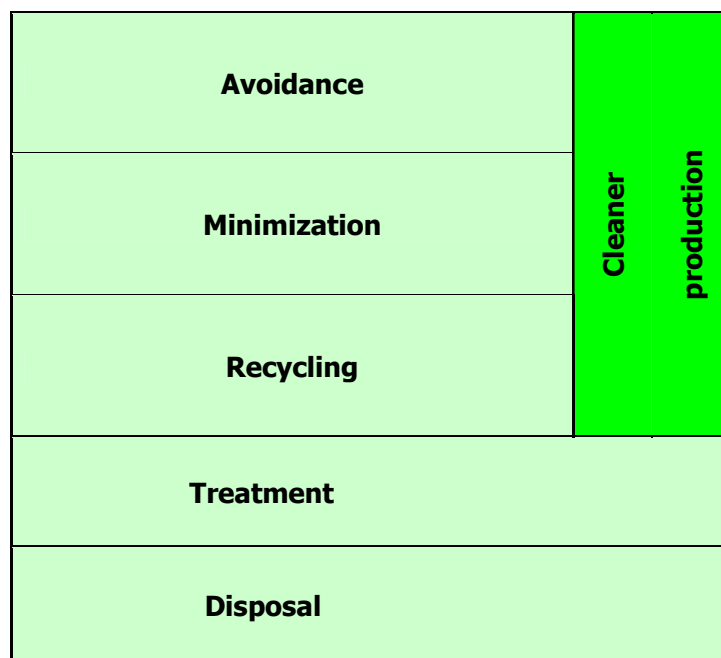 Avoidance
Minimization
Recycling
Cleaner
production
Treatment
Disposal